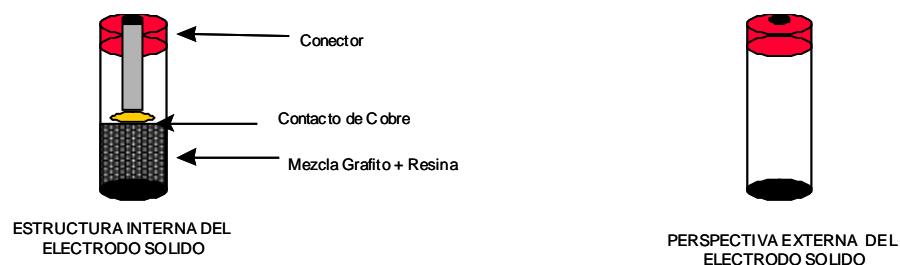 Conector
Contacto de Cobre
Mezcla Grafito + Resina
ESTRUCTURA INTERNA DEL
ELECTRODO SOLIDO
PERSPECTIVA EXTERNA DEL
ELECTRODO SOLIDO